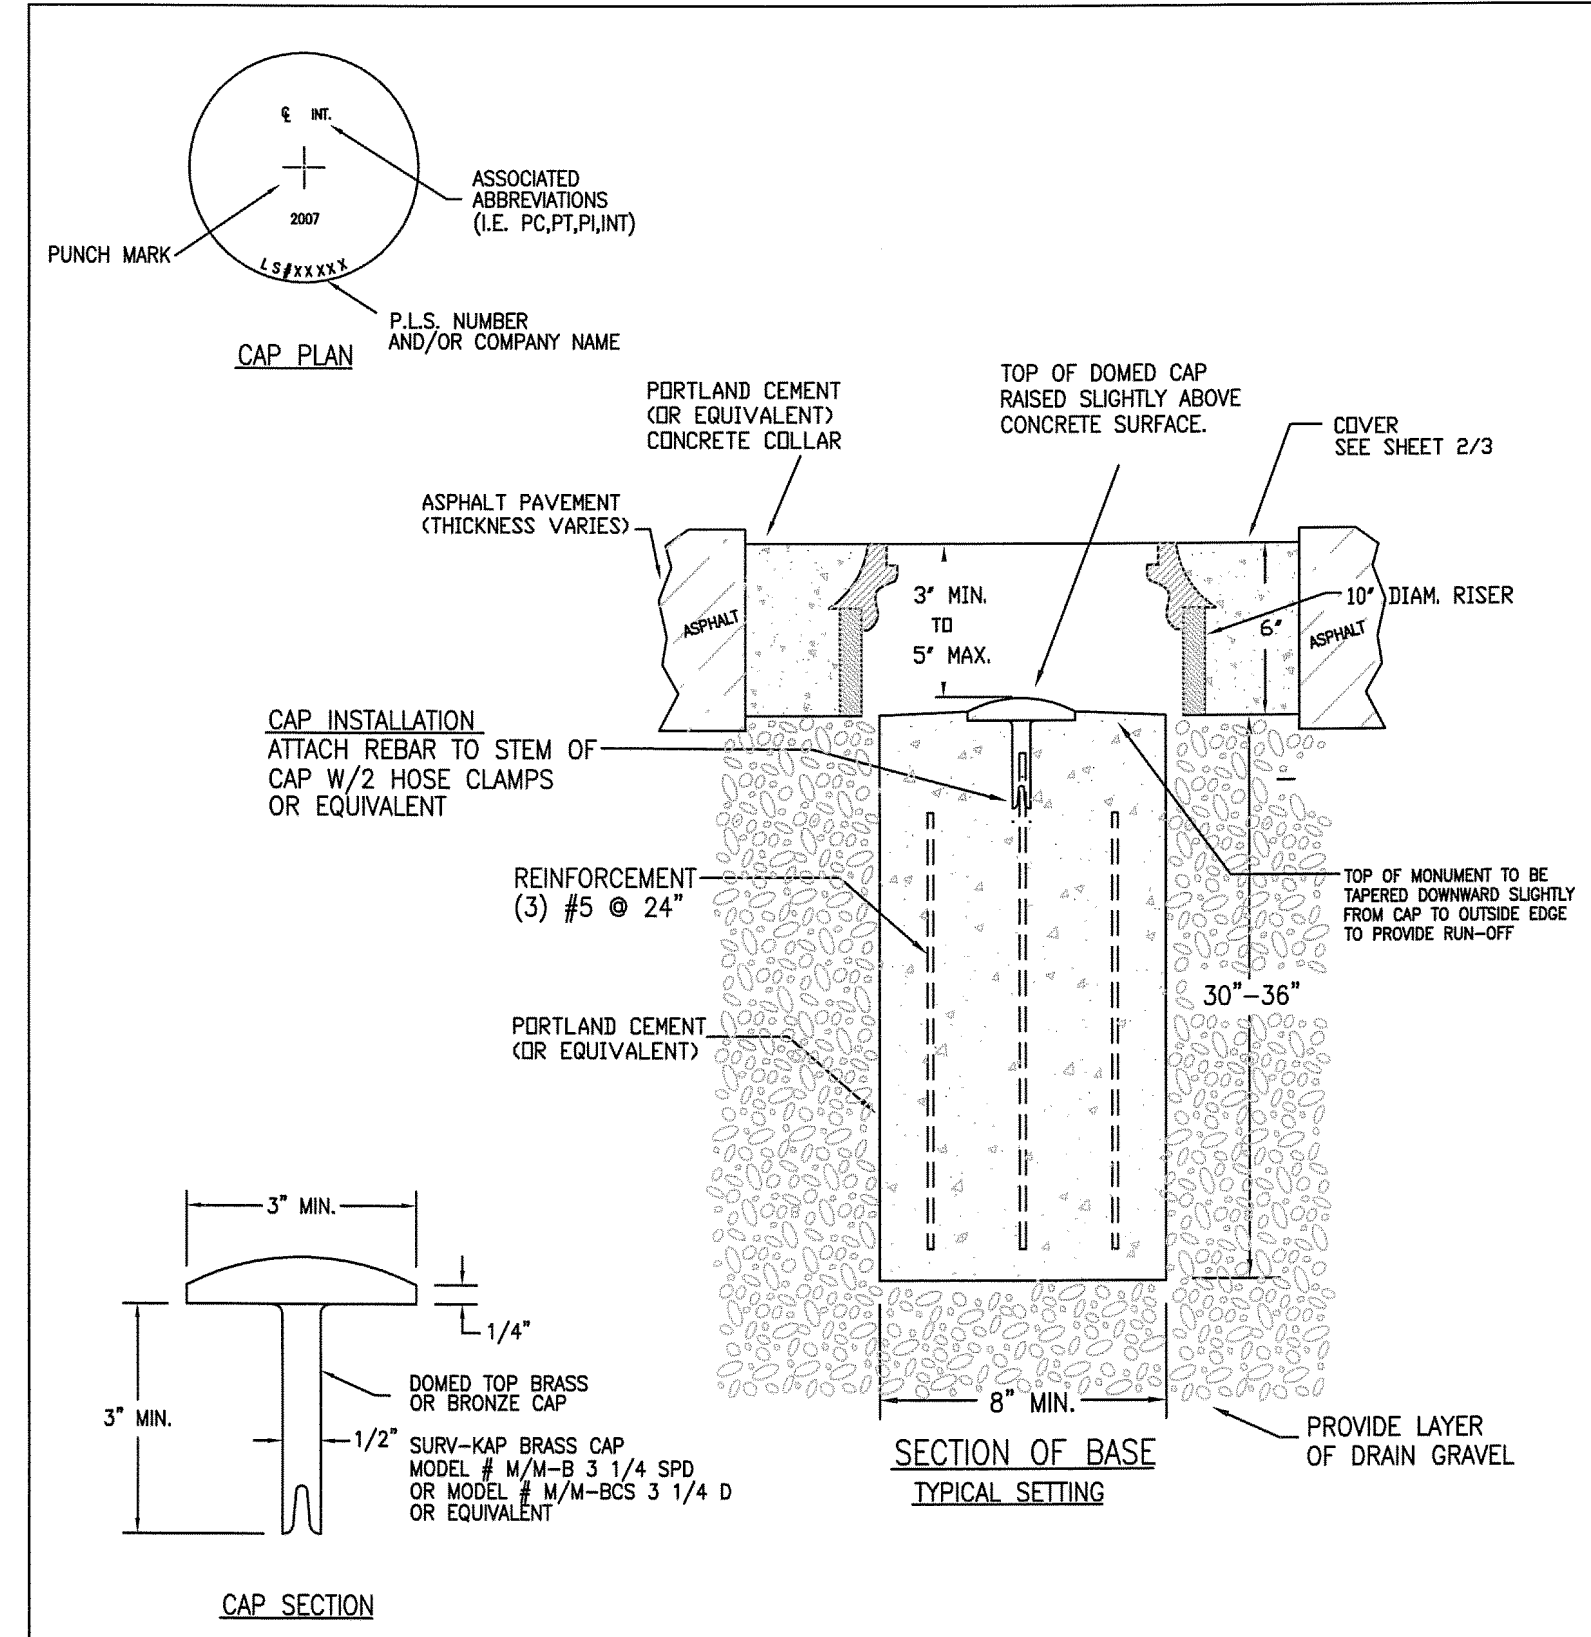 ℄ INT.
2007
LS#XXXXX
PUNCH MARK
ASSOCIATED
ABBREVIATIONS
(I.E. PC,PT,PI,INT)
P.L.S. NUMBER
AND/OR COMPANY NAME
CAP PLAN
PORTLAND CEMENT
(OR EQUIVALENT)
CONCRETE COLLAR
TOP OF DOMED CAP
RAISED SLIGHTLY ABOVE
CONCRETE SURFACE.
COVER
SEE SHEET 2/3
ASPHALT PAVEMENT
(THICKNESS VARIES)
ASPHALT
3" MIN.
TO
5" MAX.
10" DIAM. RISER
6"
ASPHALT
CAP INSTALLATION
ATTACH REBAR TO STEM OF
CAP W/2 HOSE CLAMPS
OR EQUIVALENT
REINFORCEMENT
(3) #5 @ 24"
TOP OF MONUMENT TO BE
TAPERED DOWNWARD SLIGHTLY
FROM CAP TO OUTSIDE EDGE
TO PROVIDE RUN-OFF
30"-36"
PORTLAND CEMENT
(OR EQUIVALENT)
8" MIN.
SECTION OF BASE
TYPICAL SETTING
PROVIDE LAYER
OF DRAIN GRAVEL
3" MIN.
1/4"
3" MIN.
1/2"
DOMED TOP BRASS
OR BRONZE CAP
SURV-KAP BRASS CAP
MODEL # M/M-B 3 1/4 SPD
OR MODEL # M/M-BCS 3 1/4 D
OR EQUIVALENT
CAP SECTION